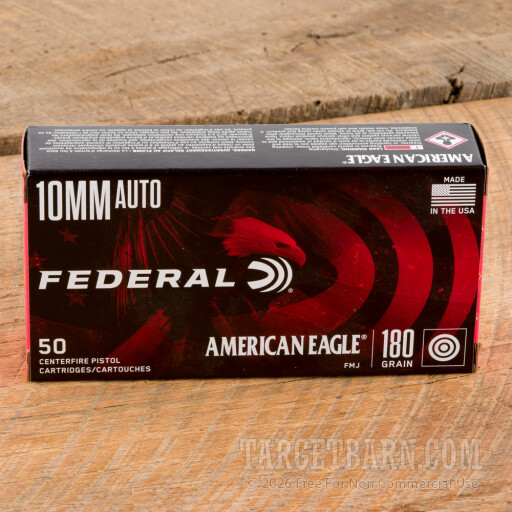 AMERICAN EAGLE
10MM AUTO
MADE
IN THE USA
FEDERAL
50
CENTERFIRE PISTOL
CARTRIDGES/CARTOUCHES
AMERICAN EAGLE®
FMJ
180
GRAIN
TARGETBARN.COM
© 2026 Free For Non Commercial Use